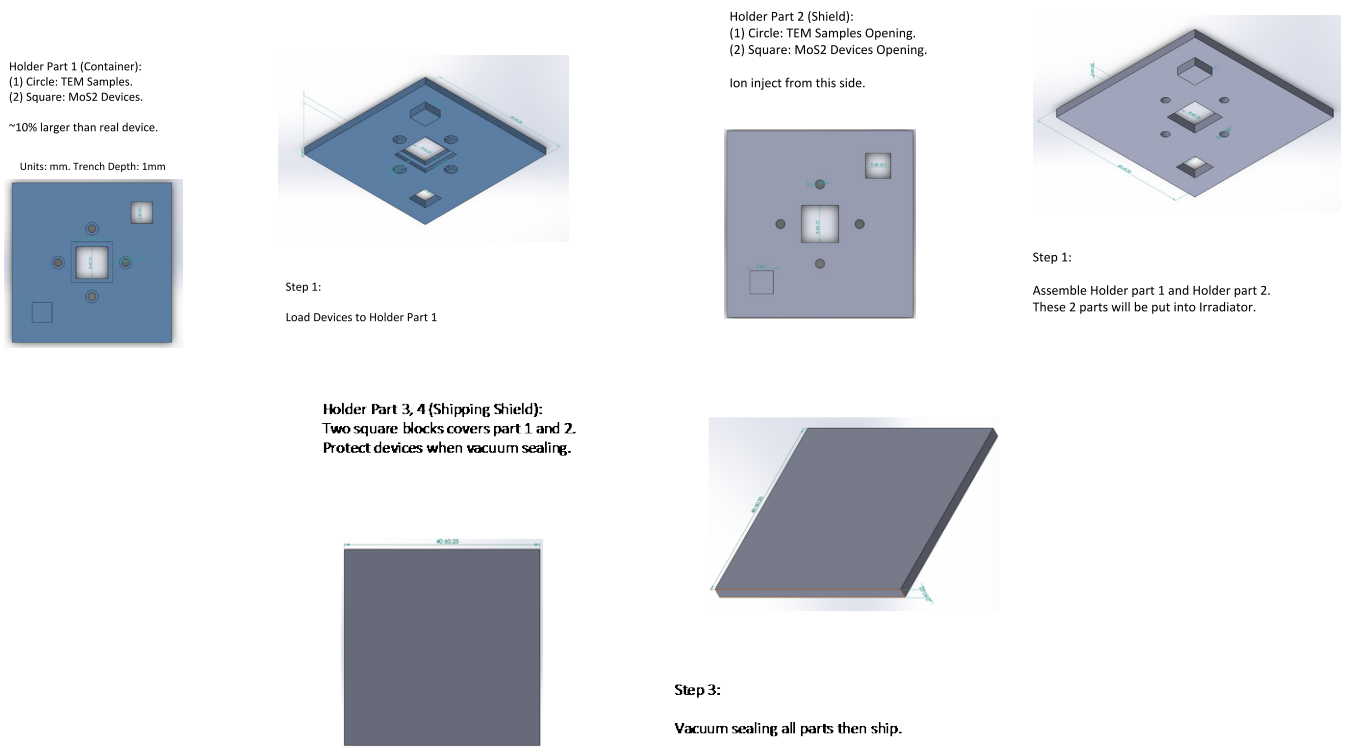 Holder Part 1 (Container):
(1) Circle: TEM Samples.
(2) Square: MoS2 Devices.
~10% larger than real device.
Units: mm. Trench Depth: 1mm
Step 1:
Load Devices to Holder Part 1
Holder Part 2 (Shield):
(1) Circle: TEM Samples Opening.
(2) Square: MoS2 Devices Opening.
Ion inject from this side.
Step 1:
Assemble Holder part 1 and Holder part 2.
These 2 parts will be put into Irradiator.
Holder Part 3, 4 (Shipping Shield):
Two square blocks covers part 1 and 2.
Protect devices when vacuum sealing.
40 ±0.25
Step 3:
Vacuum sealing all parts then ship.